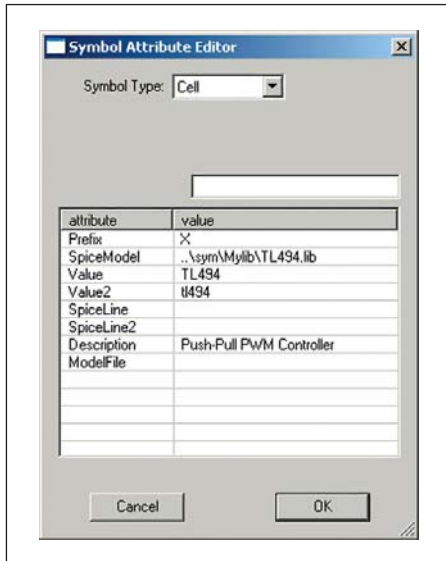 Symbol Attribute Editor
Symbol Type: Cell
attribute value
Prefix X
SpiceModel ..\sym\Mylib\TL494.lib
Value TL494
Value2 tl494
SpiceLine
SpiceLine2
Description Push-Pull PWM Controller
ModelFile
Cancel OK